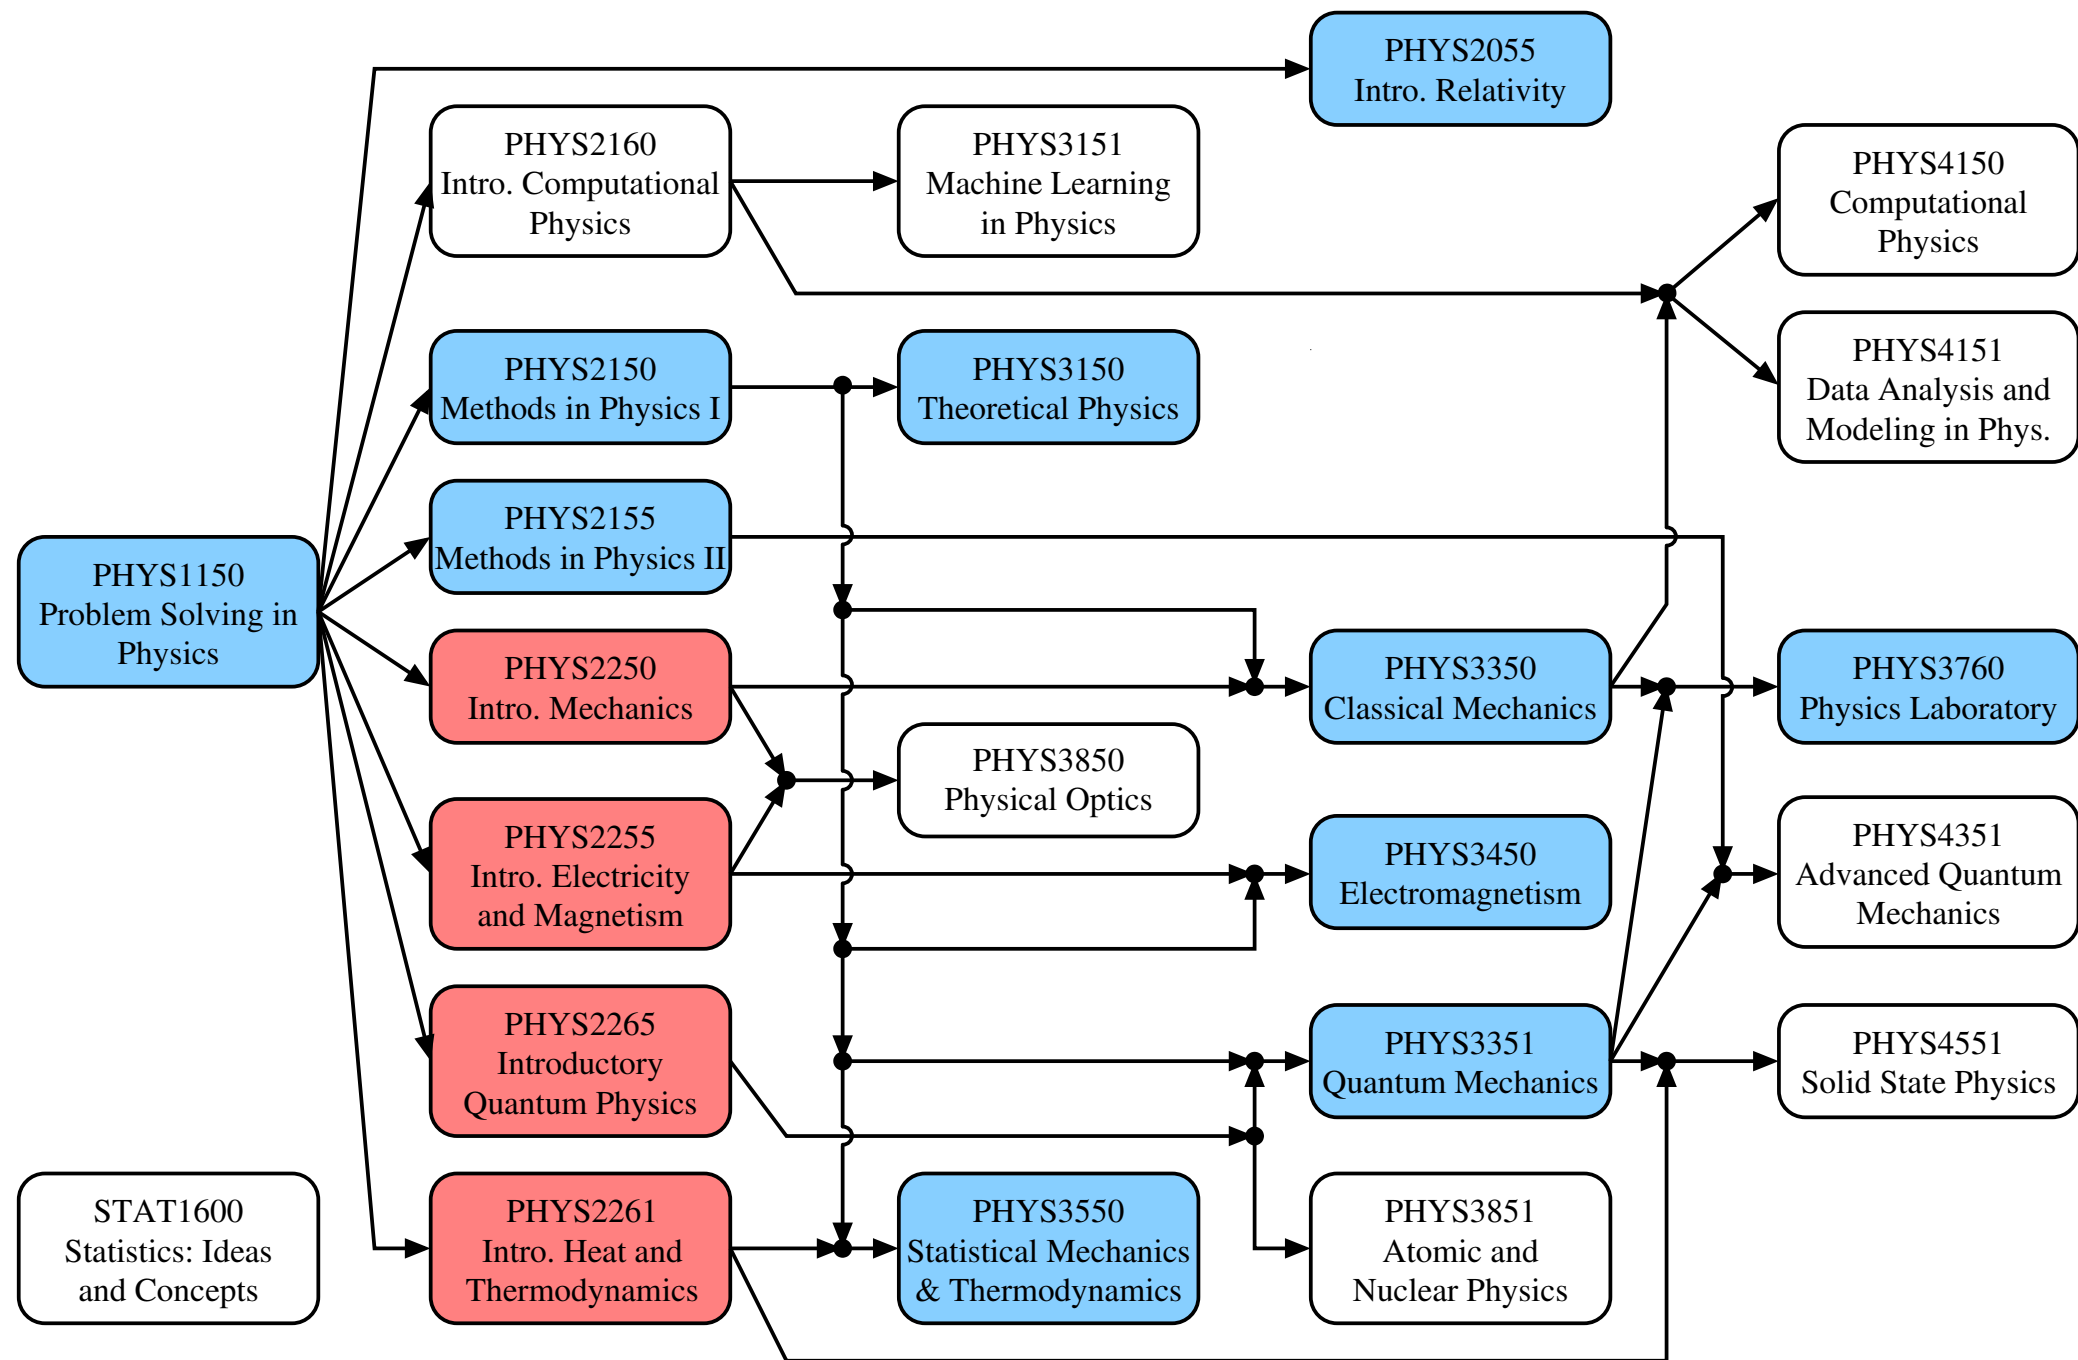 PHYS2055
Intro. Relativity
PHYS2160
Intro. Computational
Physics
PHYS3151
Machine Learning
in Physics
PHYS4150
Computational
Physics
PHYS2150
Methods in Physics I
PHYS3150
Theoretical Physics
PHYS4151
Data Analysis and
Modeling in Phys.
PHYS2155
Methods in Physics II
PHYS1150
Problem Solving in
Physics
PHYS2250
Intro. Mechanics
PHYS3350
Classical Mechanics
PHYS3760
Physics Laboratory
PHYS3850
Physical Optics
PHYS2255
Intro. Electricity
and Magnetism
PHYS3450
Electromagnetism
PHYS4351
Advanced Quantum
Mechanics
PHYS2265
Introductory
Quantum Physics
PHYS3351
Quantum Mechanics
PHYS4551
Solid State Physics
STAT1600
Statistics: Ideas
and Concepts
PHYS2261
Intro. Heat and
Thermodynamics
PHYS3550
Statistical Mechanics
& Thermodynamics
PHYS3851
Atomic and
Nuclear Physics